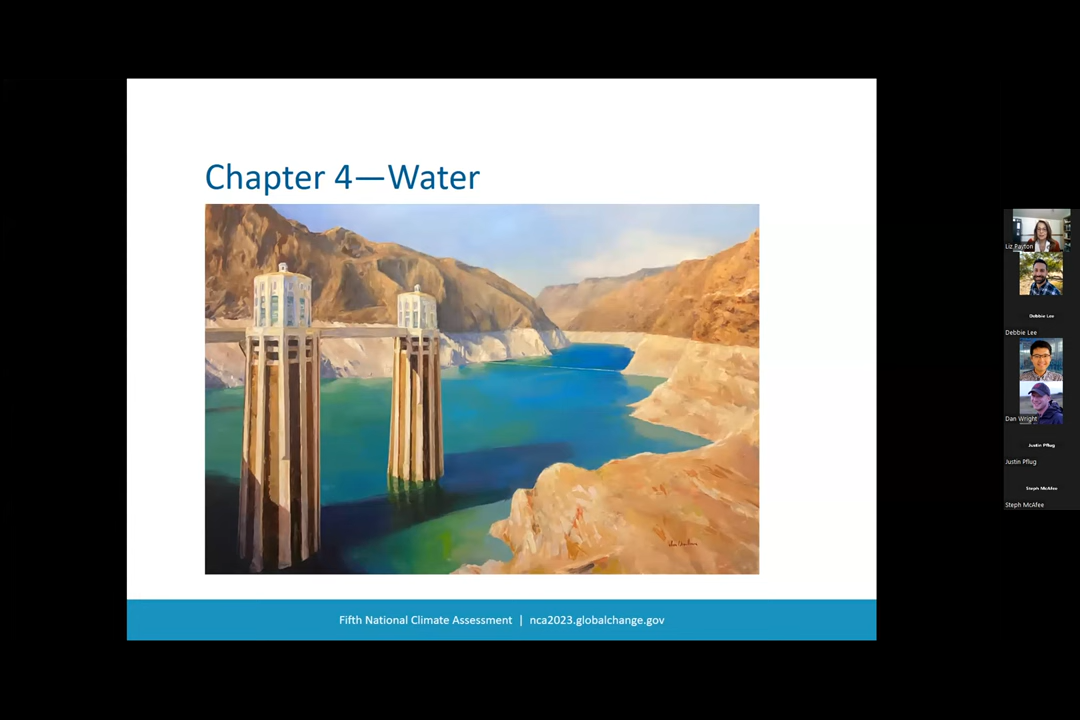 Chapter 4—Water
Fifth National Climate Assessment | nca2023.globalchange.gov
Liz Payton
Debbie Lee
Debbie Lee
Dan Wright
Justin Pflug
Justin Pflug
Steph McAfee
Steph McAfee